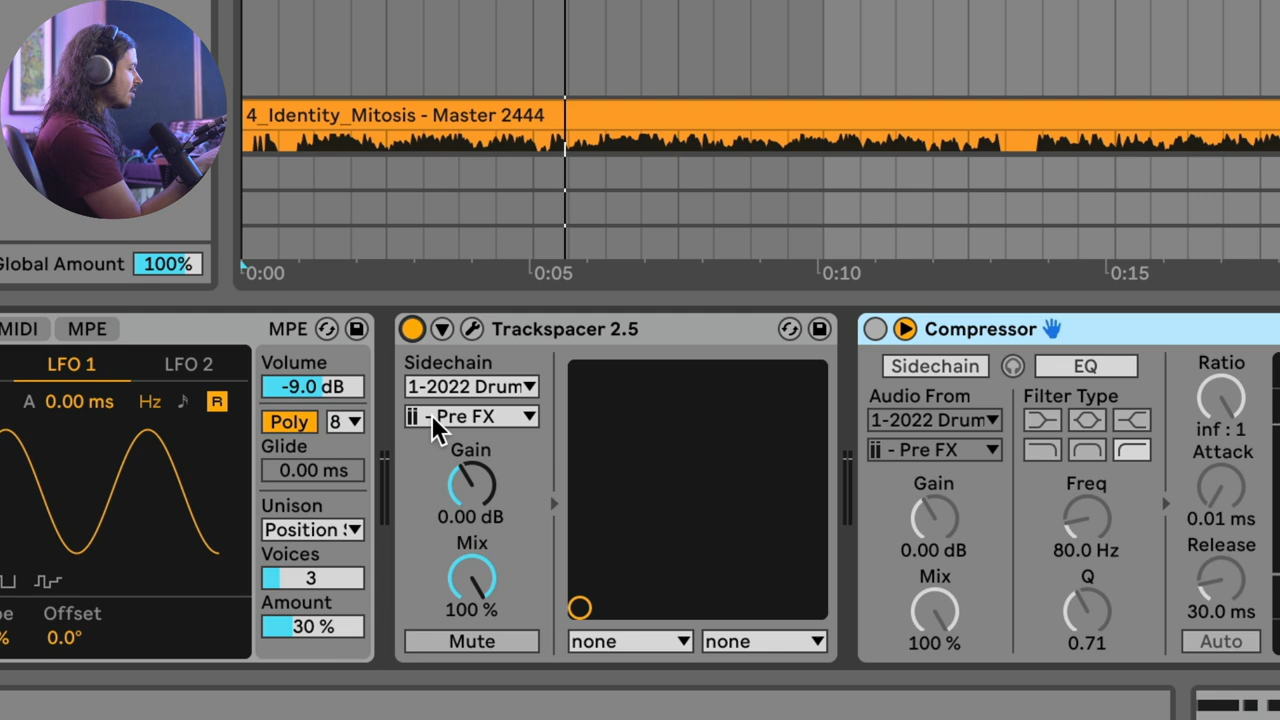 4_Identity_Mitosis - Master 2444
Global Amount 100%
0:00 0:05 0:10 0:15
MIDI MPE MPE
LFO 1 LFO 2
A 0.00 ms Hz R
Offset
0.0°
Volume
-9.0 dB
Poly 8
Glide
0.00 ms
Unison
Position
Voices
3
Amount
30 %
Trackspacer 2.5
Sidechain
1-2022 Drum
- Pre FX
Gain
0.00 dB
Mix
100 %
Mute
none none
Compressor
Sidechain EQ
Audio From
1-2022 Drum
- Pre FX
Gain
0.00 dB
Mix
100 %
Filter Type
Freq
80.0 Hz
Q
0.71
Ratio
inf : 1
Attack
0.01 ms
Release
30.0 ms
Auto